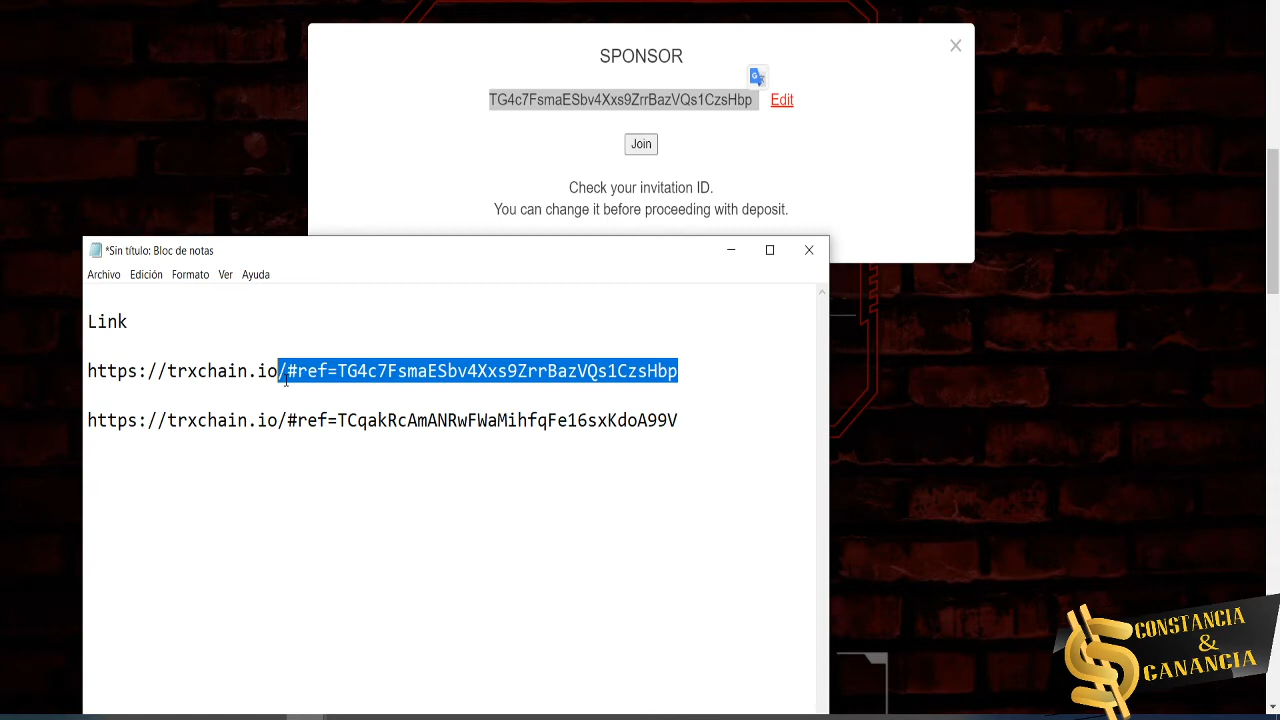 SPONSOR
TG4c7FsmaESbv4Xxs9ZrrBazVQs1CzsHbp Edit
Join
Check your invitation ID.
You can change it before proceeding with deposit.
*Sin título: Bloc de notas
Archivo Edición Formato Ver Ayuda
Link
https://trxchain.io/#ref=TG4c7FsmaESbv4Xxs9ZrrBazVQs1CzsHbp
https://trxchain.io/#ref=TCqakRcAmANRwFWaMihfqFe16sxKdoA99V
CONSTANCIA
&
GANANCIA